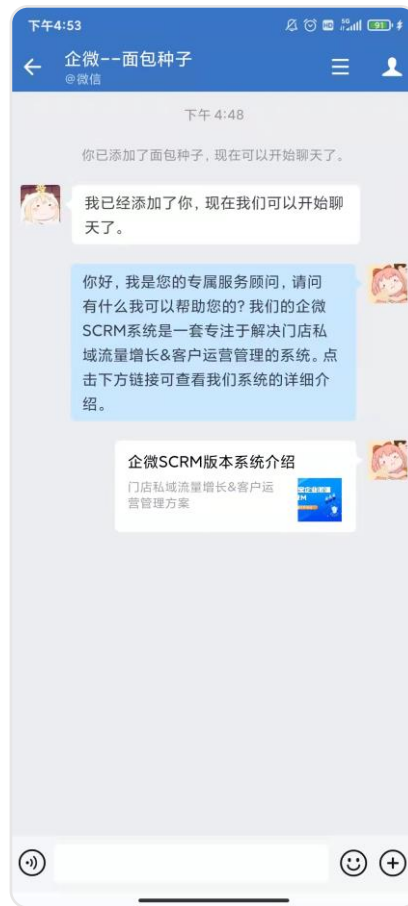 下午4:53
HD 5G 91
企微--面包种子
@微信
下午 4:48
你已添加了面包种子，现在可以开始聊天了。
我已经添加了你，现在我们可以开始聊
天了。
你好，我是您的专属服务顾问，请问
有什么我可以帮助您的？我们的企微
SCRM系统是一套专注于解决门店私
域流量增长&客户运营管理的系统。点
击下方链接可查看我们系统的详细介
绍。
企微SCRM版本系统介绍
门店私域流量增长&客户运
营管理方案